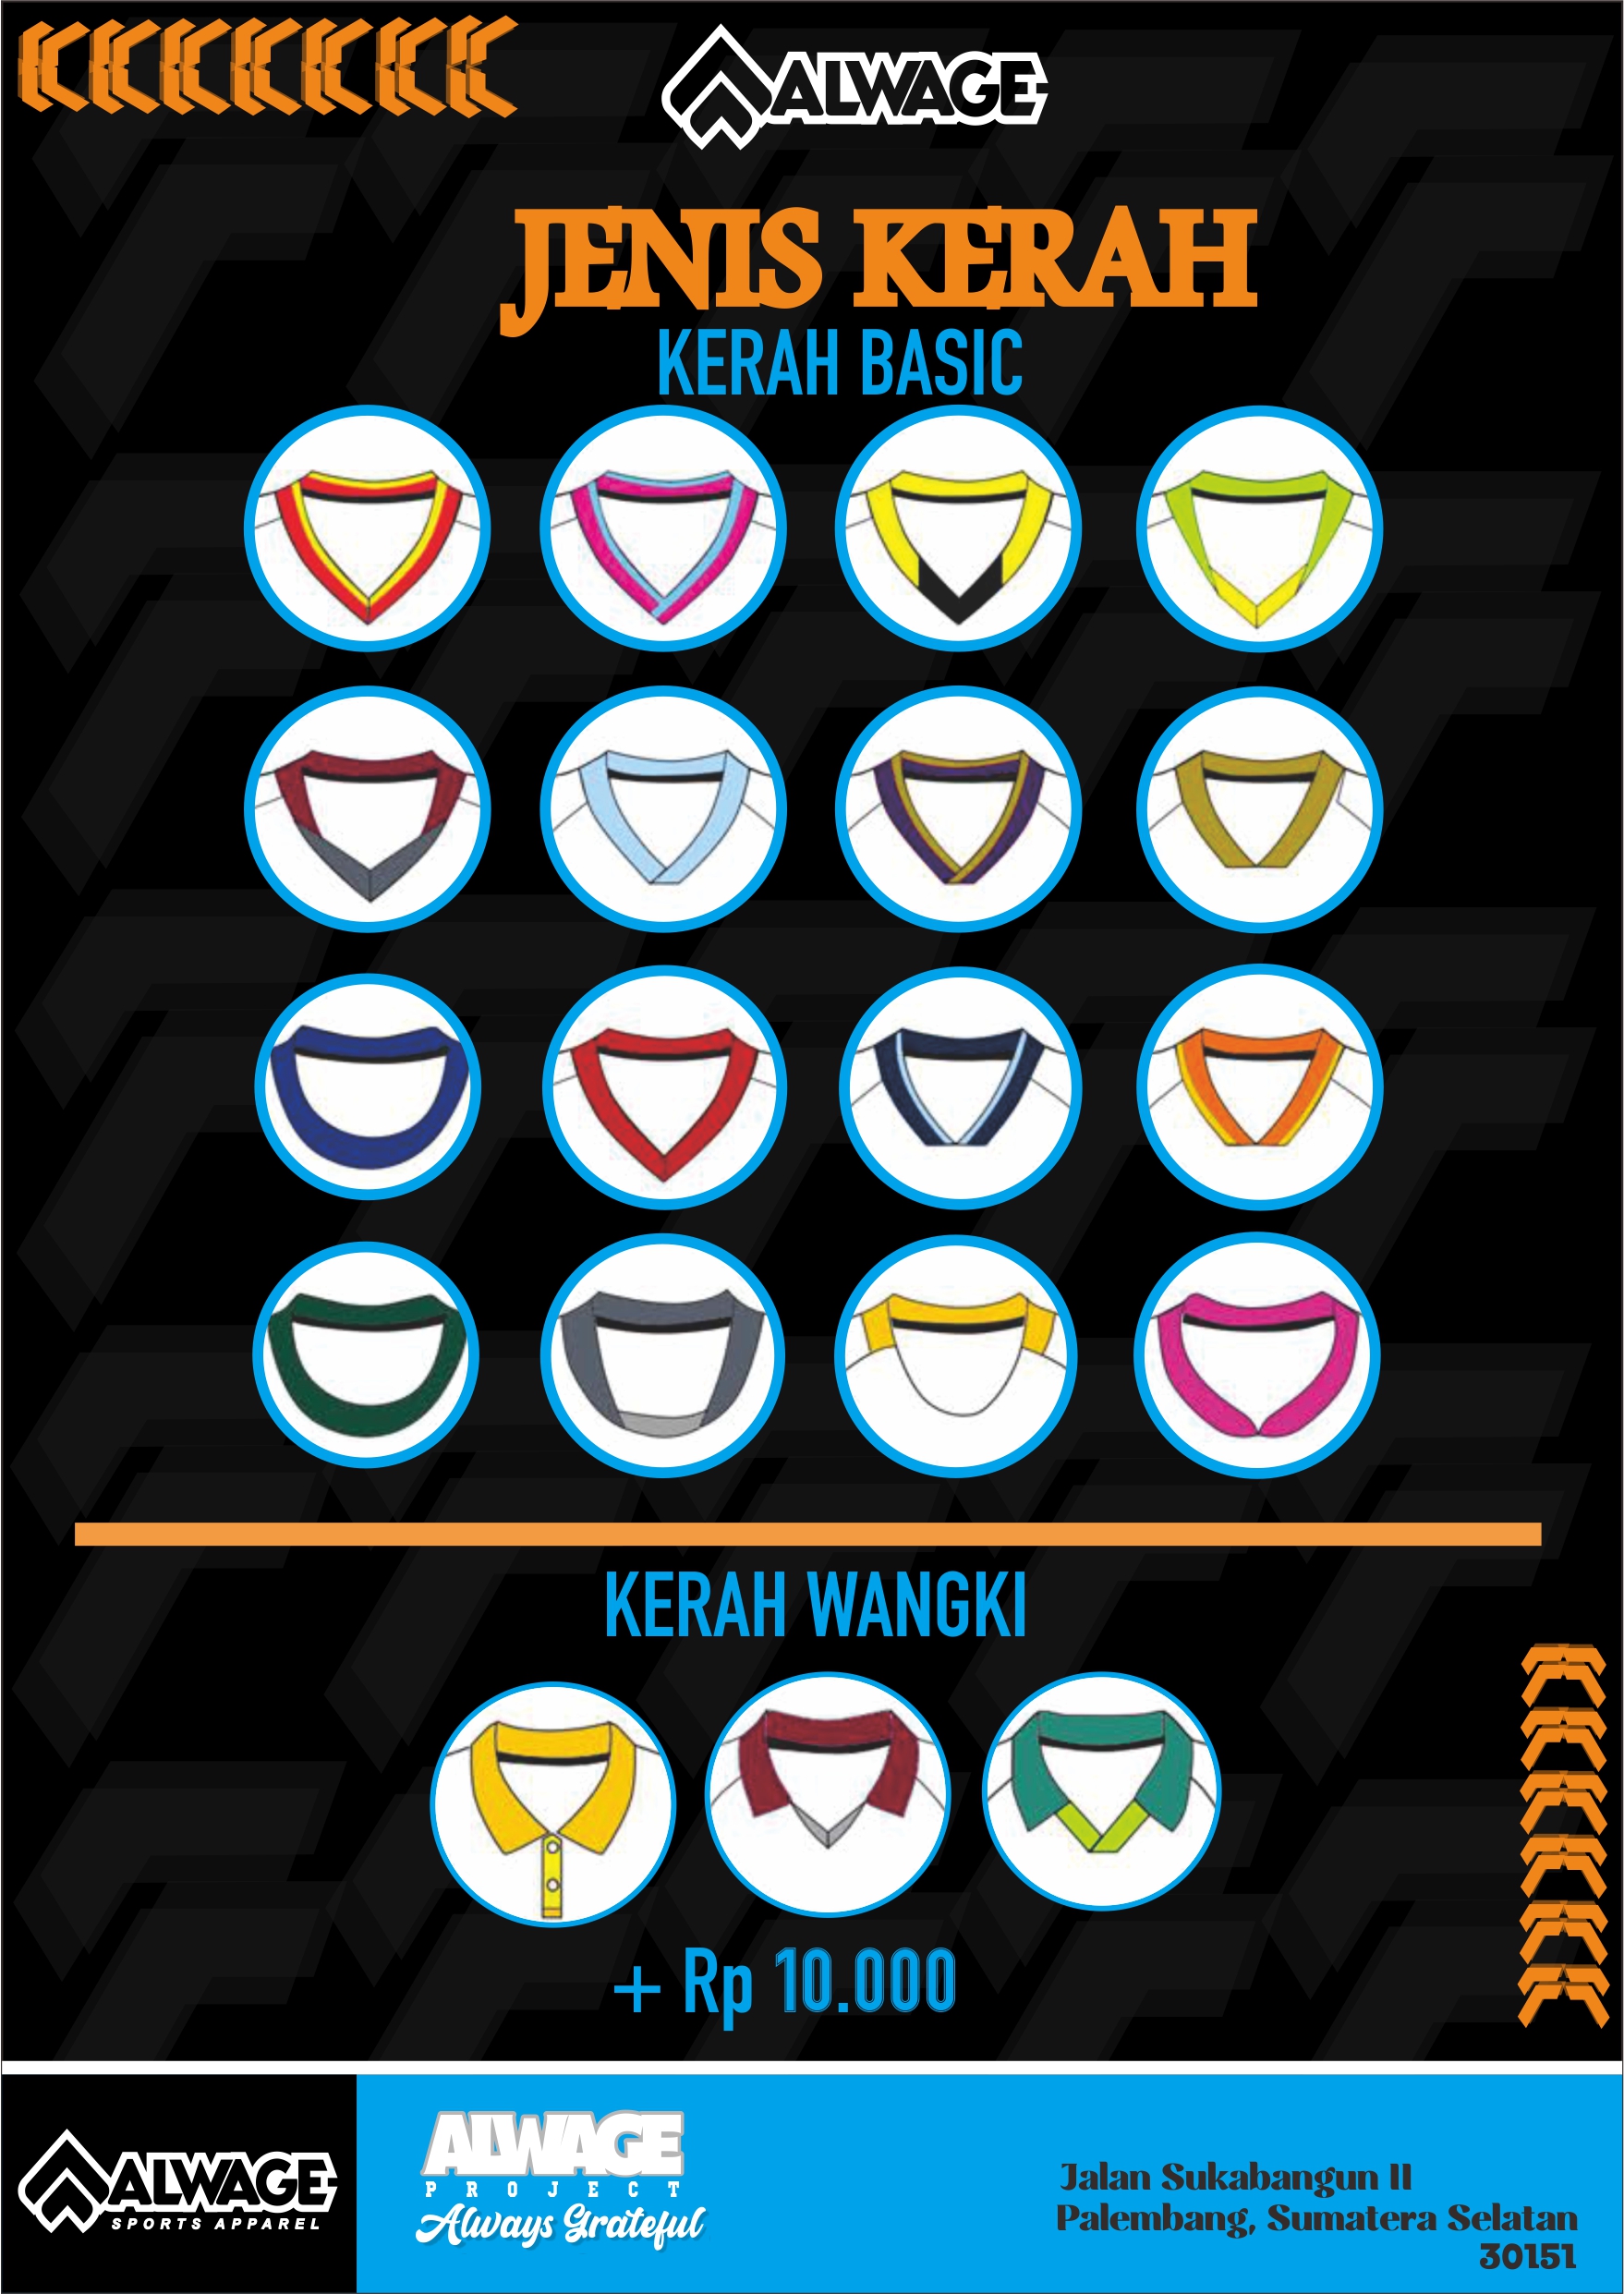 ALWAGE
JENIS KERAH
KERAH BASIC
KERAH WANGKI
+ Rp 10.000
ALWAGE
SPORTS APPAREL
ALWAGE
PROJECT
Always Grateful
Jalan Sukabangun II
Palembang, Sumatera Selatan
30151